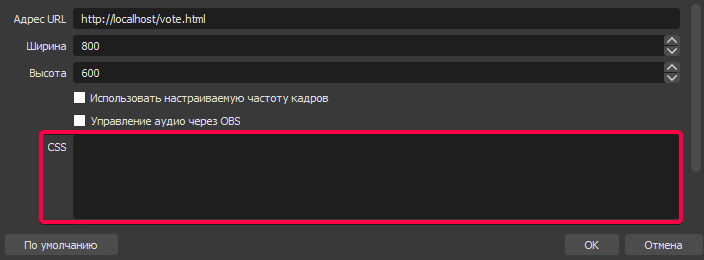 Адрес URL http://localhost/vote.html
Ширина 800
Высота 600
Использовать настраиваемую частоту кадров
Управление аудио через OBS
CSS
По умолчанию OK Отмена